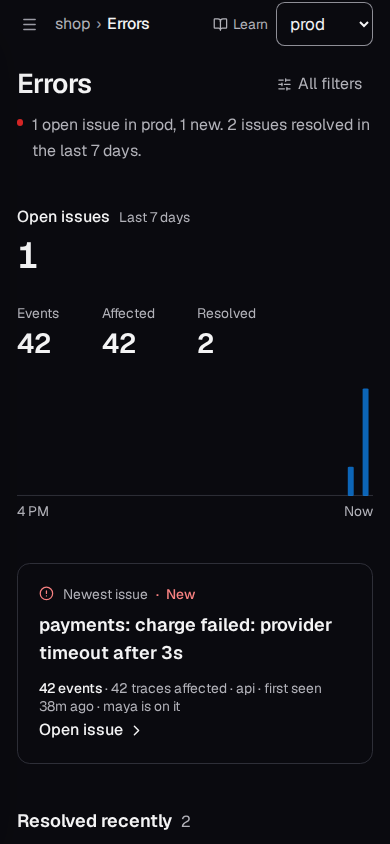 shop › Errors
Learn
prod
Errors
All filters
1 open issue in prod, 1 new. 2 issues resolved in
the last 7 days.
Open issues Last 7 days
1
Events Affected Resolved
42 42 2
4 PM Now
Newest issue · New
payments: charge failed: provider
timeout after 3s
42 events · 42 traces affected · api · first seen
38m ago · maya is on it
Open issue
Resolved recently 2